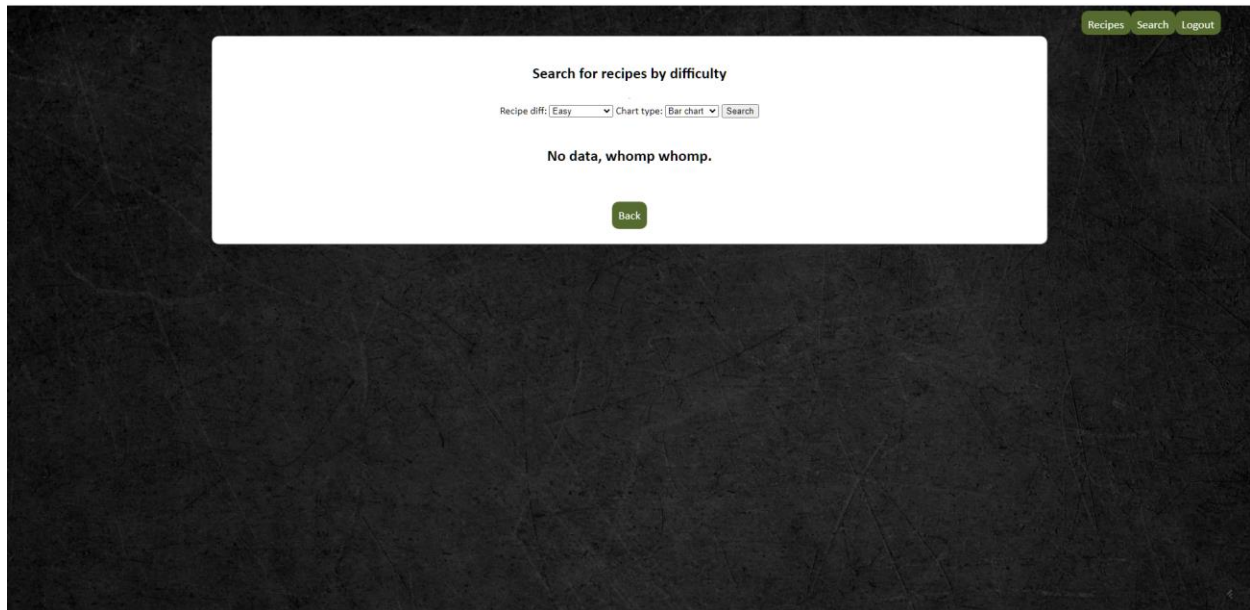 Recipes Search Logout
Search for recipes by difficulty
Recipe diff: Easy Chart type: Bar chart Search
No data, whomp whomp.
Back